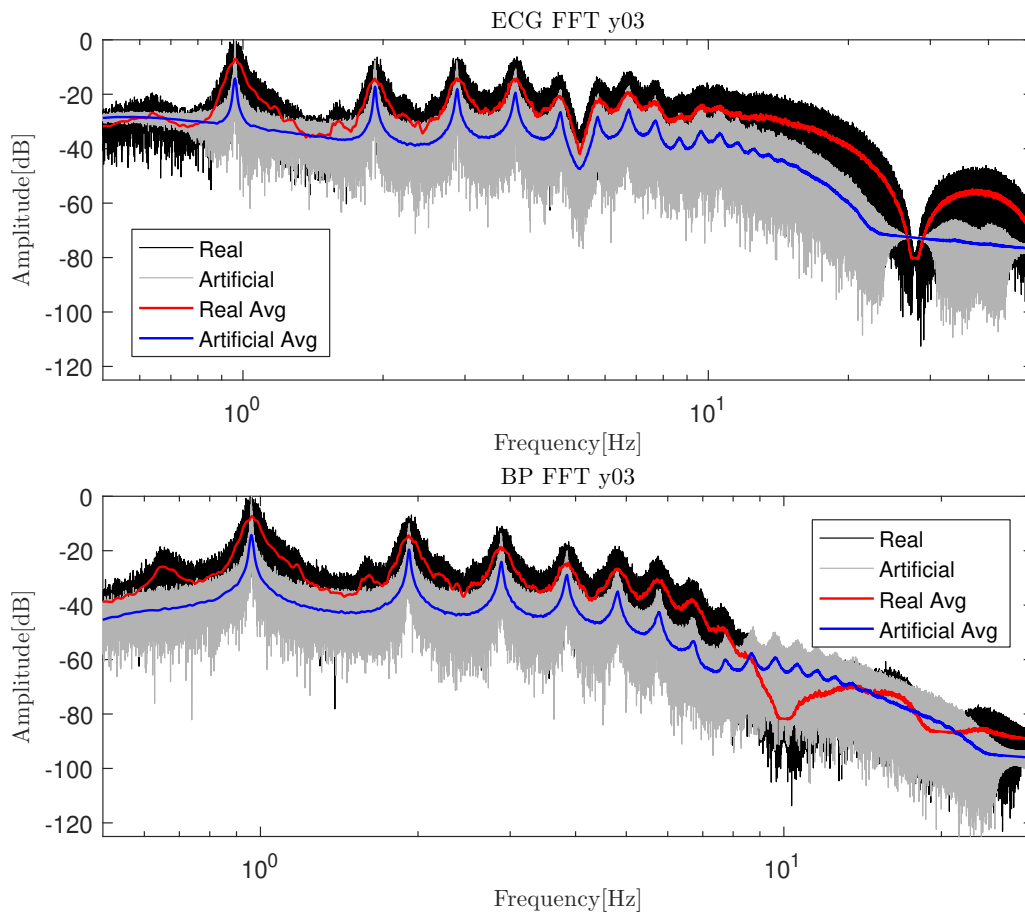 ECG FFT y03
Amplitude[dB]
0
-20
-40
-60
-80
-100
-120
Real
Artificial
Real Avg
Artificial Avg
10^0
10^1
Frequency[Hz]
BP FFT y03
Amplitude[dB]
0
-20
-40
-60
-80
-100
-120
Real
Artificial
Real Avg
Artificial Avg
10^0
10^1
Frequency[Hz]